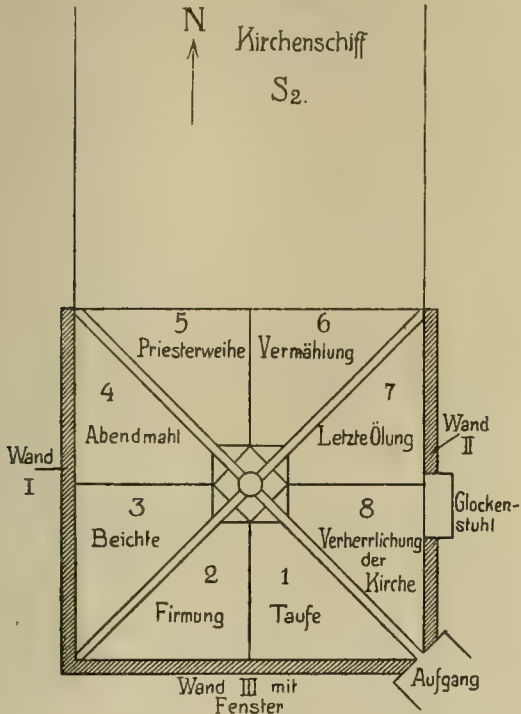 N
Kirchenschiff
S2.
5
6
Priesterweihe
Vermählung
4
7
Abendmahl
Letzte Ölung
Wand
I
Wand
II
3
8
Beichte
Verherrlichung
der
Kirche
Glocken-
stuhl
2
1
Firmung
Taufe
Wand III mit
Fenster
Aufgang